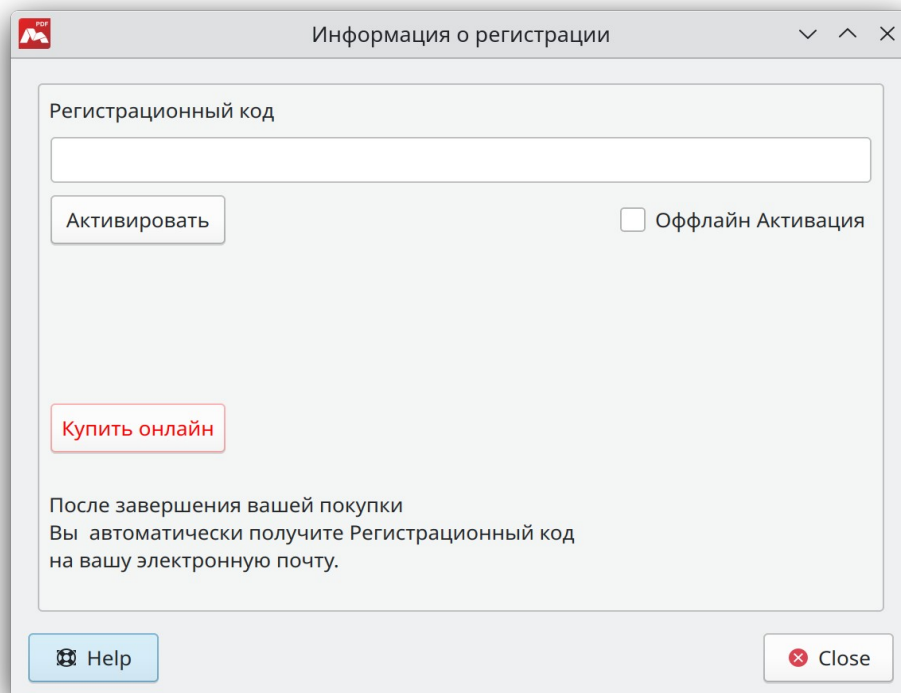 PDF
Информация о регистрации
Регистрационный код
Активировать
Оффлайн Активация
Купить онлайн
После завершения вашей покупки
Вы  автоматически получите Регистрационный код
на вашу электронную почту.
Help
Close